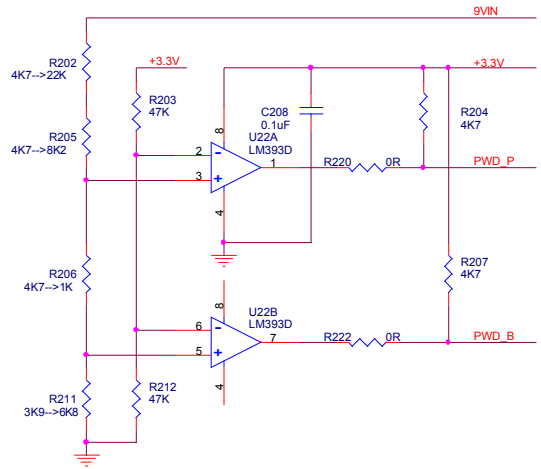 9VIN
R202
4K7-->22K
+3.3V
+3.3V
R203
47K
C208
0.1uF
R204
4K7
R205
4K7-->8K2
8
U22A
LM393D
2
-
3
+
1
R220
0R
PWD_P
4
R206
4K7-->1K
R207
4K7
8
U22B
LM393D
6
-
5
+
7
R222
0R
PWD_B
4
R211
3K9-->6K8
R212
47K